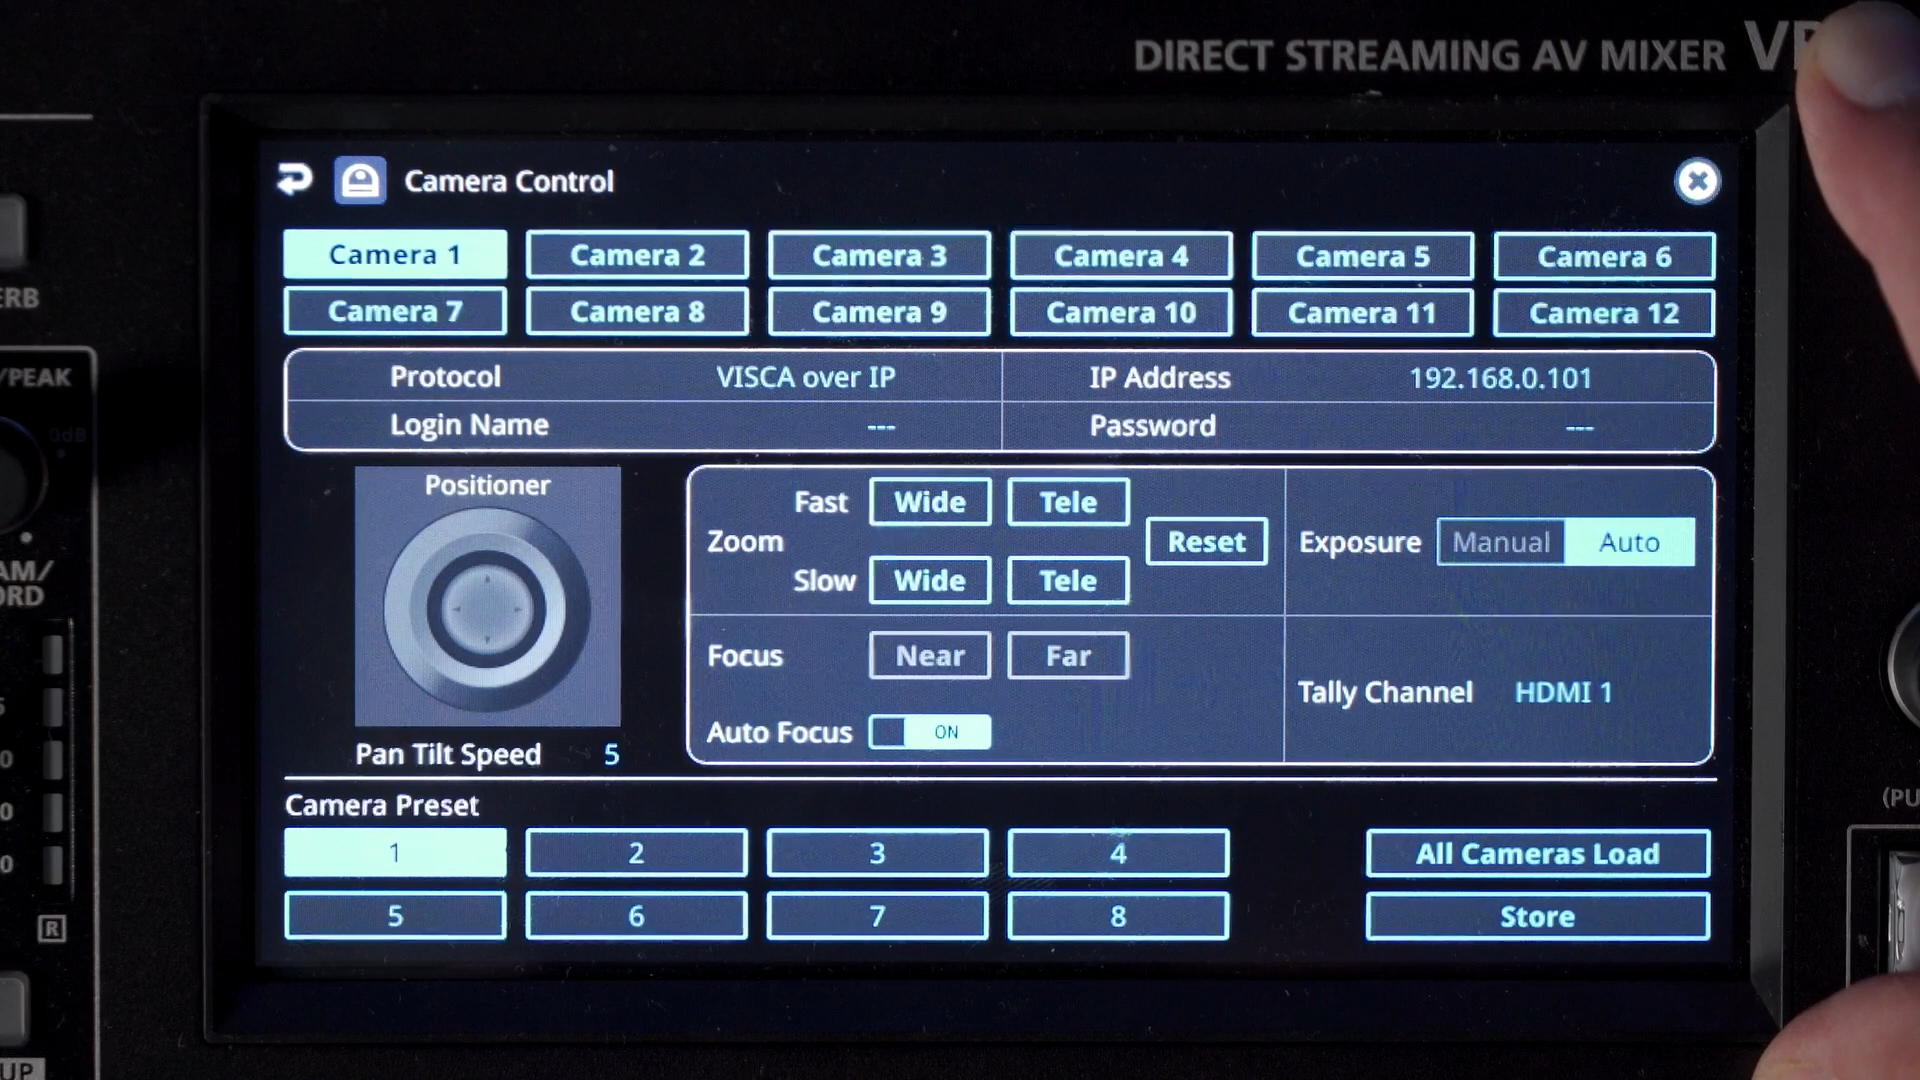 DIRECT STREAMING AV MIXER
Camera Control
Camera 1 Camera 2 Camera 3 Camera 4 Camera 5 Camera 6
Camera 7 Camera 8 Camera 9 Camera 10 Camera 11 Camera 12
Protocol VISCA over IP IP Address 192.168.0.101
Login Name --- Password ---
Positioner
Pan Tilt Speed 5
Fast Wide Tele
Zoom Reset
Slow Wide Tele
Focus Near Far
Auto Focus ON
Exposure Manual Auto
Tally Channel HDMI 1
Camera Preset
1 2 3 4
5 6 7 8
All Cameras Load
Store
/PEAK
0dB
R
(PU
UP